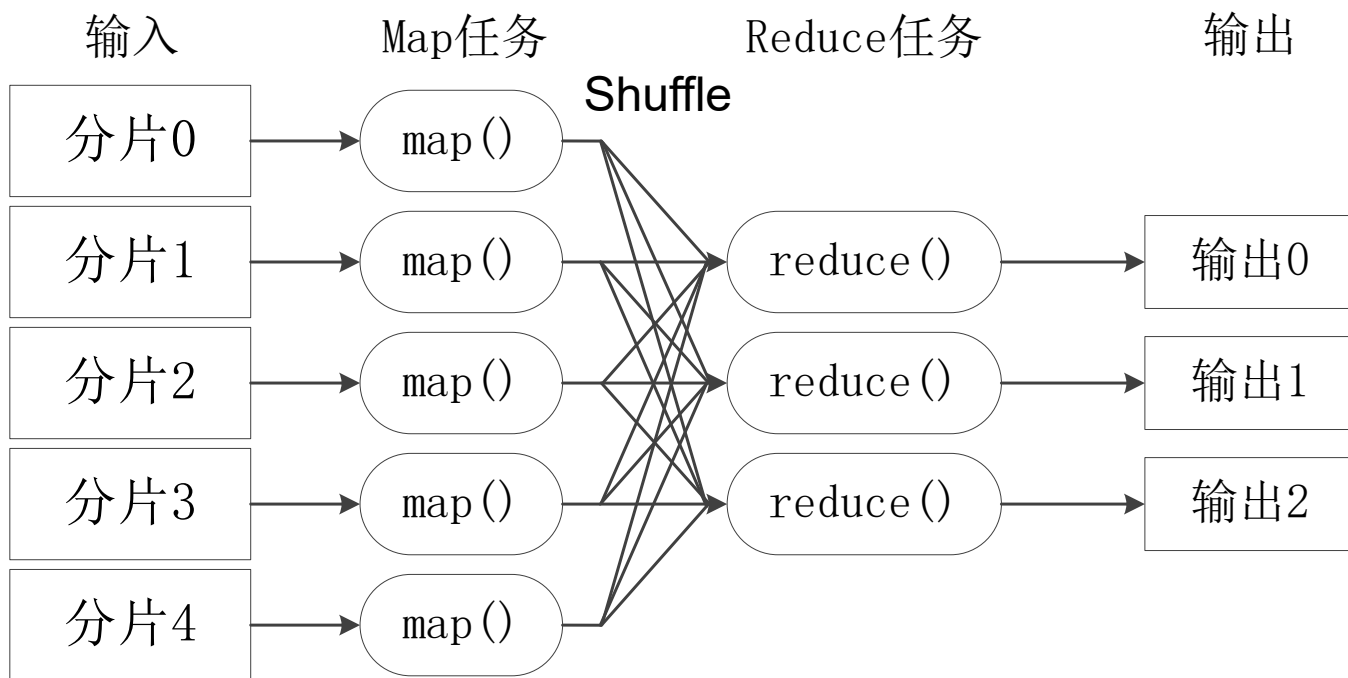 输入 Map任务 Reduce任务 输出
Shuffle
分片0 map()
分片1 map() reduce() 输出0
分片2 map() reduce() 输出1
分片3 map() reduce() 输出2
分片4 map()